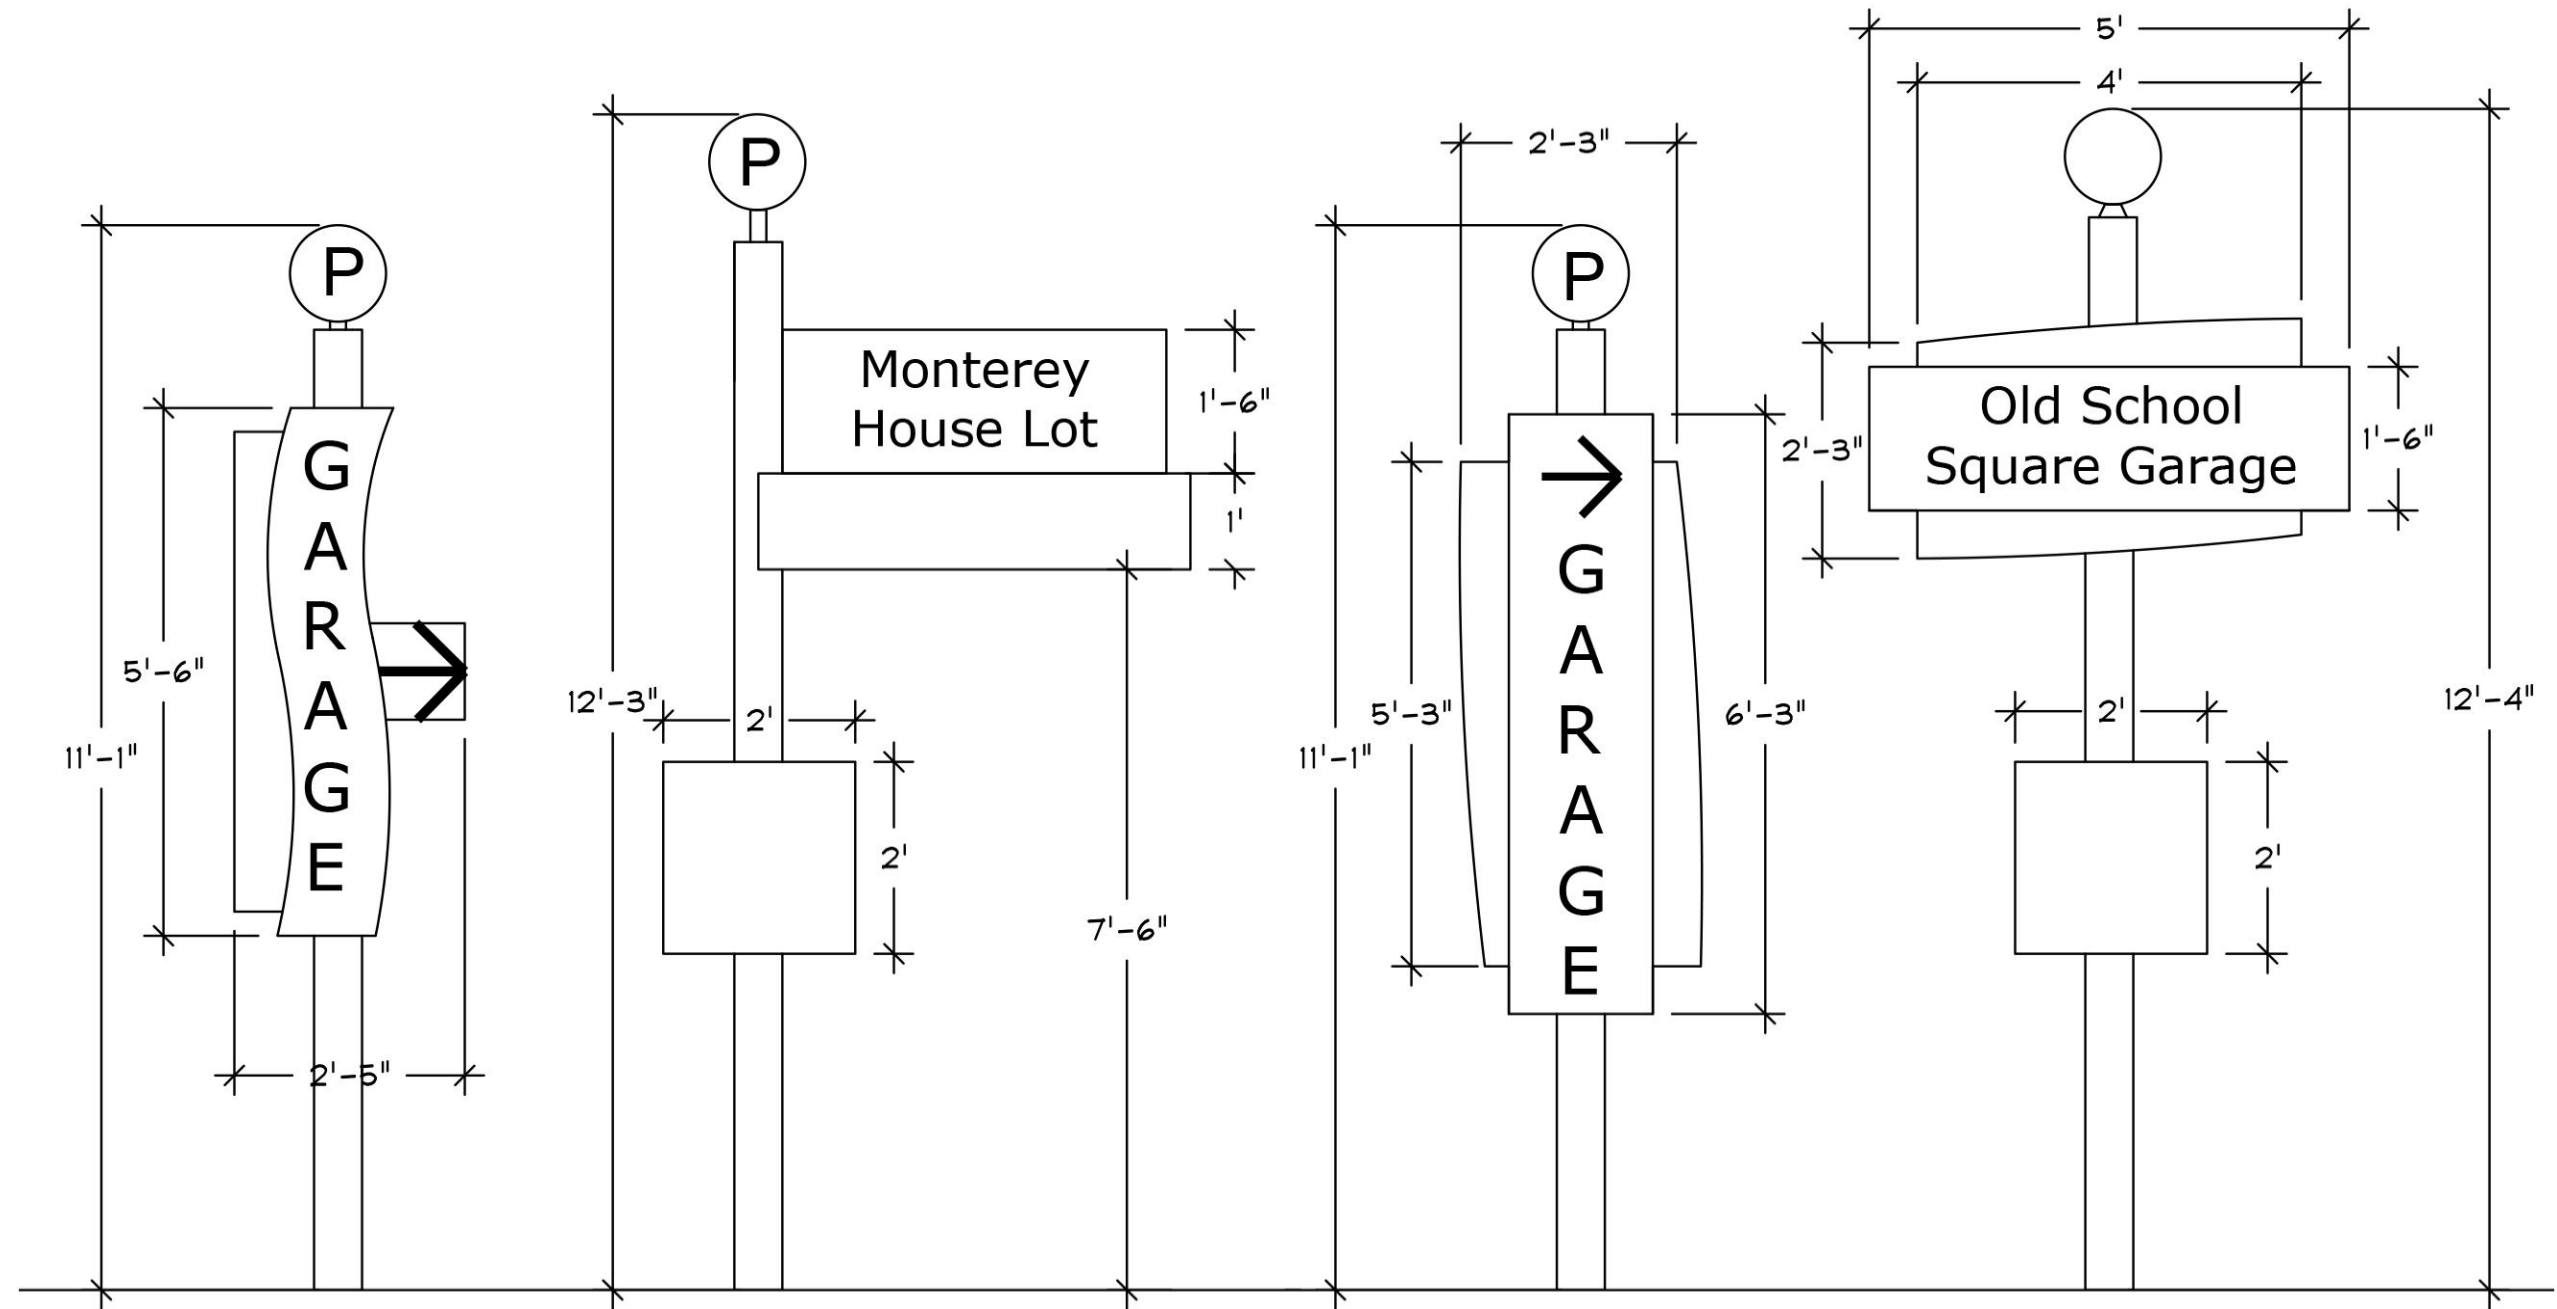 P
G
A
R
A
G
E
11'-1"
5'-6"
2'-5"
P
Monterey
House Lot
12'-3"
1'-6"
1'
2'
2'
7'-6"
2'-3"
P
G
A
R
A
G
E
11'-1"
5'-3"
6'-3"
5'
4'
Old School
Square Garage
2'-3"
1'-6"
12'-4"
2'
2'